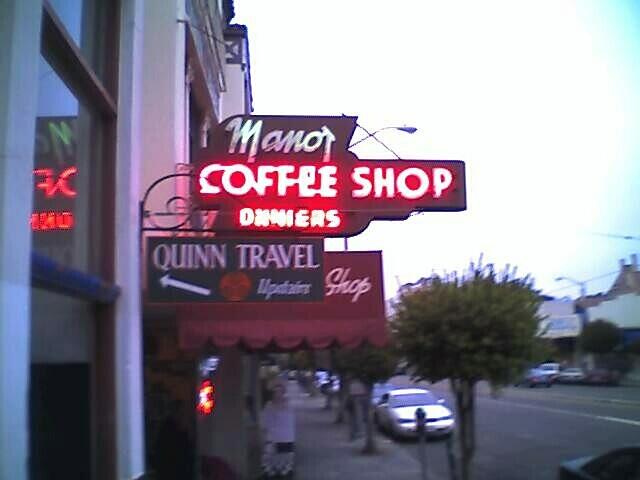 Manor
COFFEE SHOP
DINNERS
QUINN TRAVEL
Upstairs
Shop